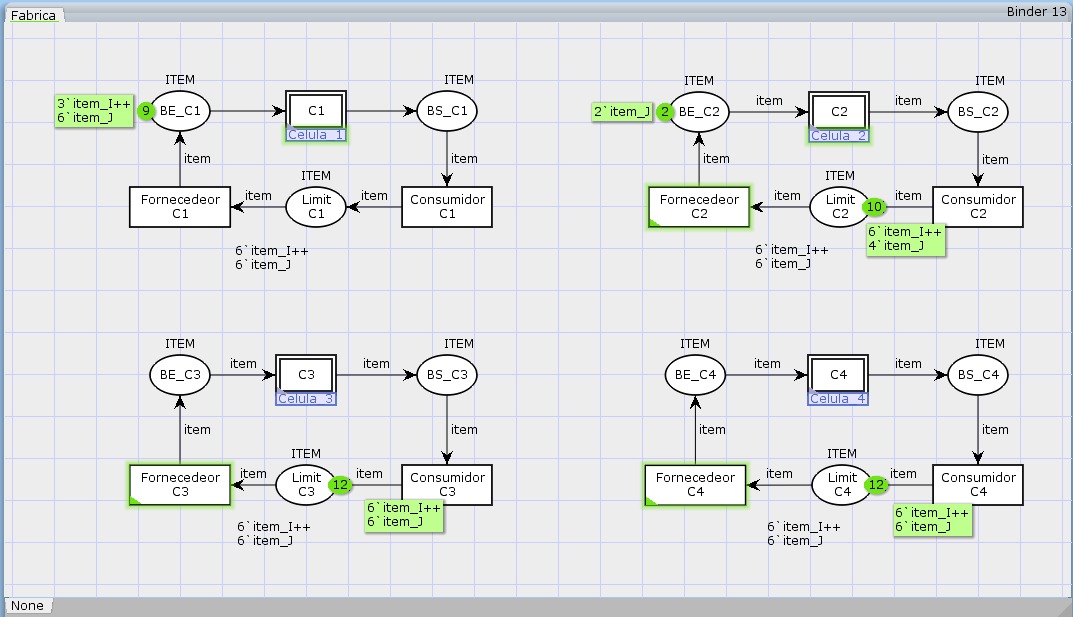 Fabrica
Binder 13
ITEM
3`item_I++
6`item_J
9
BE_C1
C1
Celula_1
ITEM
BS_C1
item
item
ITEM
Fornecedeor
C1
item
Limit
C1
item
Consumidor
C1
6`item_I++
6`item_J
ITEM
2`item_J
2
BE_C2
item
C2
Celula_2
item
ITEM
BS_C2
item
item
ITEM
Fornecedeor
C2
item
Limit
C2
10
item
Consumidor
C2
6`item_I++
4`item_J
6`item_I++
6`item_J
ITEM
BE_C3
item
C3
Celula_3
item
ITEM
BS_C3
item
item
ITEM
Fornecedeor
C3
item
Limit
C3
12
item
Consumidor
C3
6`item_I++
6`item_J
6`item_I++
6`item_J
ITEM
BE_C4
item
C4
Celula_4
item
ITEM
BS_C4
item
item
ITEM
Fornecedeor
C4
item
Limit
C4
12
item
Consumidor
C4
6`item_I++
6`item_J
6`item_I++
6`item_J
None